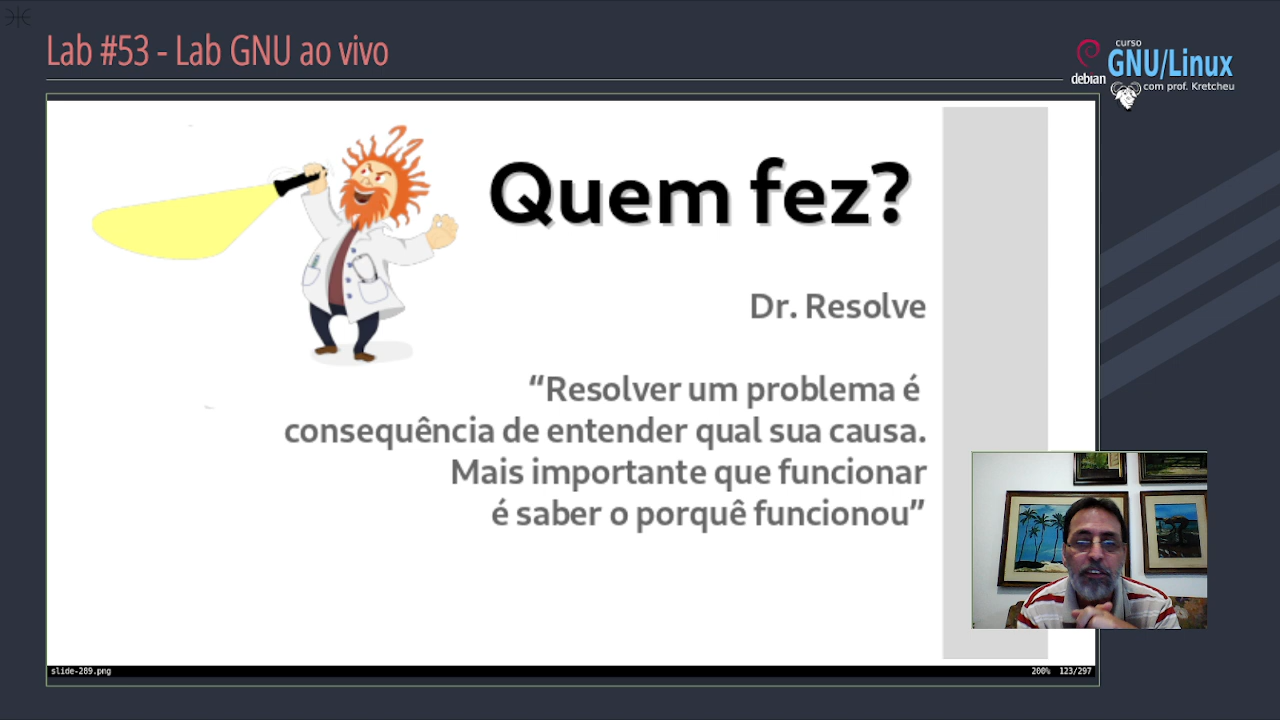 Lab #53 - Lab GNU ao vivo
curso
GNU/Linux
debian
com prof. Kretcheu
Quem fez?
Dr. Resolve
“Resolver um problema é
consequência de entender qual sua causa.
Mais importante que funcionar
é saber o porquê funcionou”
slide-289.png
200% 123/297